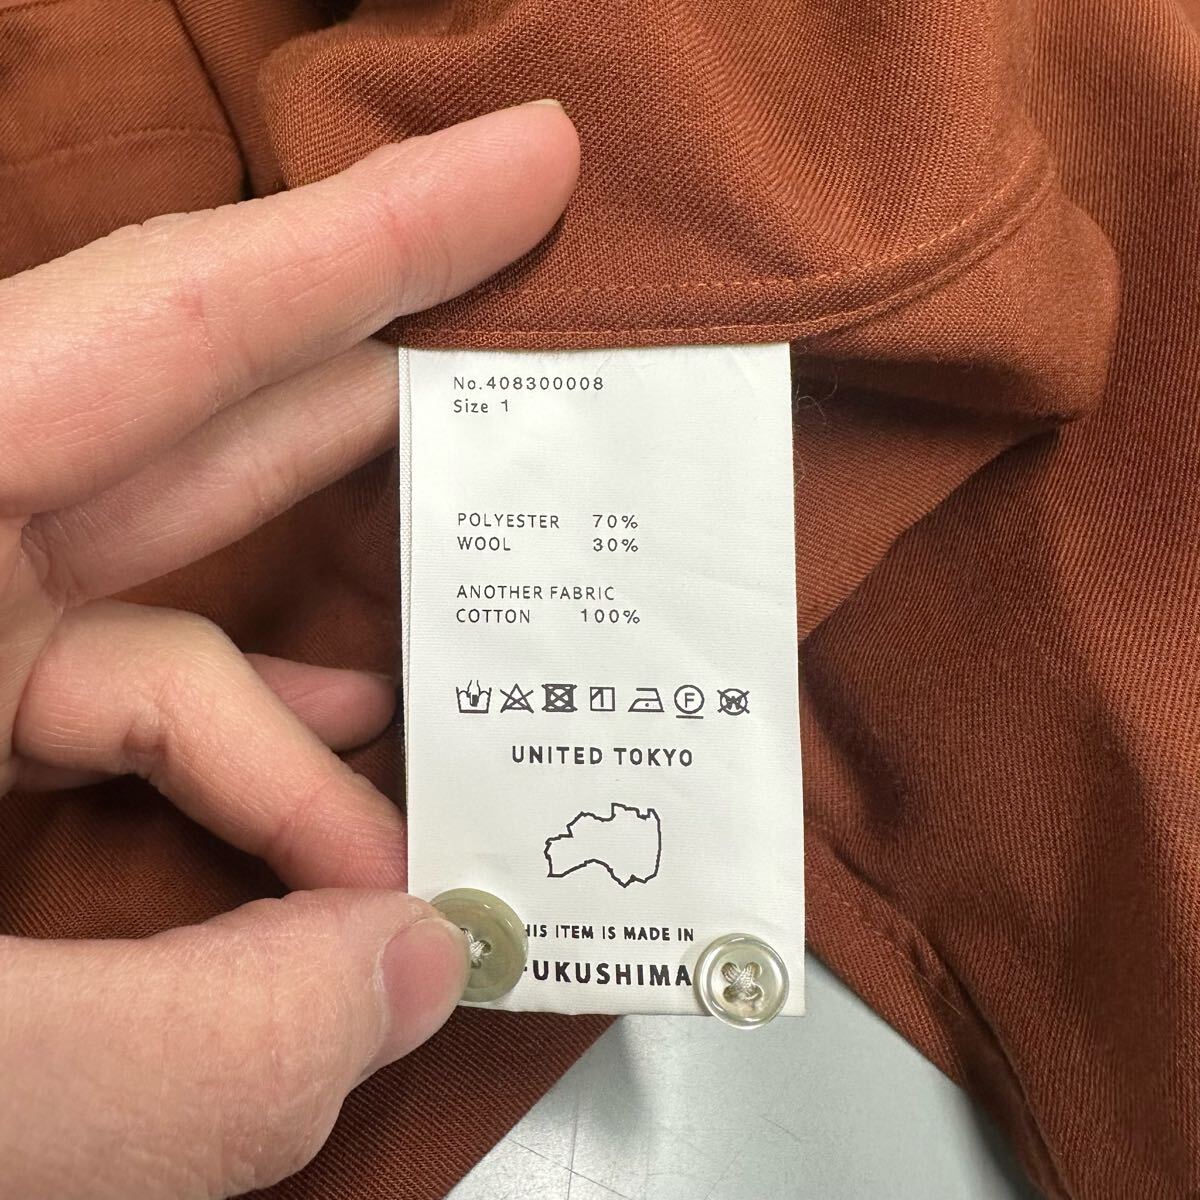 No.408300008
Size 1
POLYESTER 70%
WOOL 30%
ANOTHER FABRIC
COTTON 100%
F
W
UNITED TOKYO
HIS ITEM IS MADE IN
UKUSHIMA